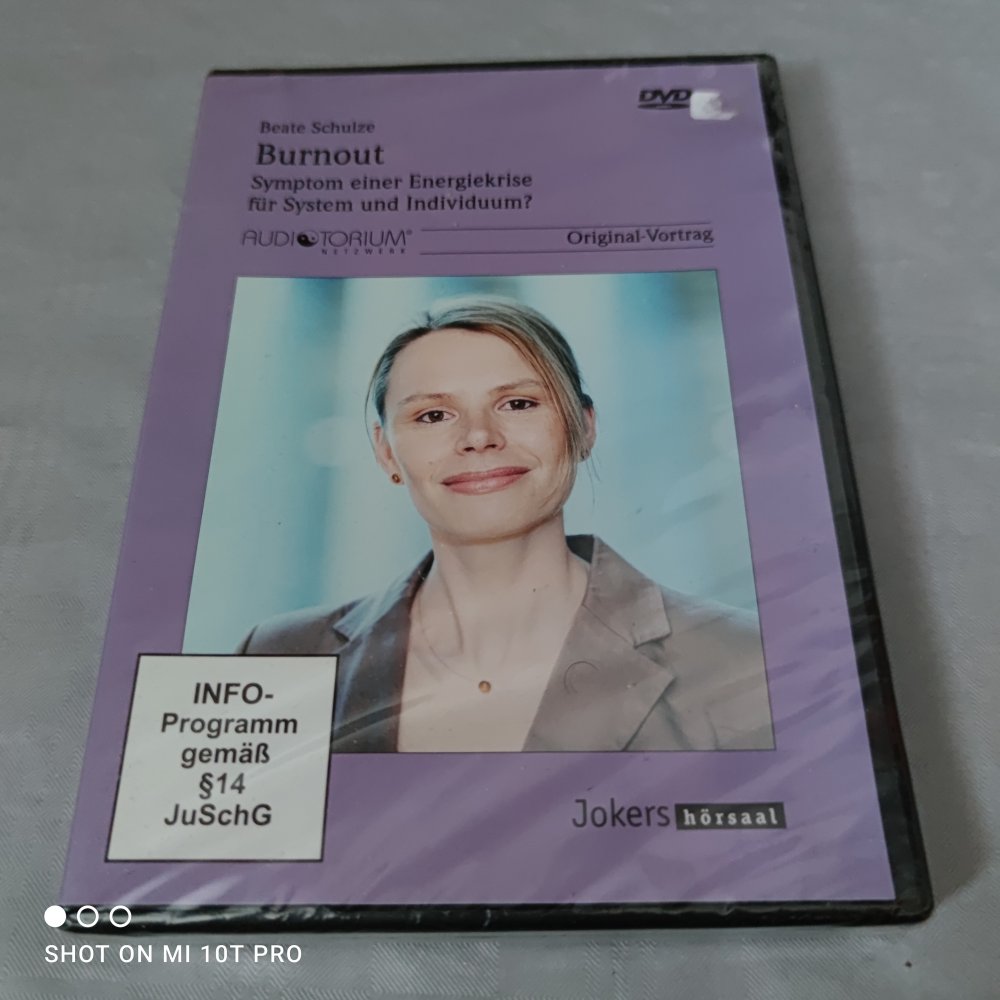 DVD
Beate Schulze
Burnout
Symptom einer Energiekrise
für System und Individuum?
AUDITORIUM®
NETZWERK
Original-Vortrag
INFO-
Programm
gemäß
§14
JuSchG
Jokers hörsaal
SHOT ON MI 10T PRO